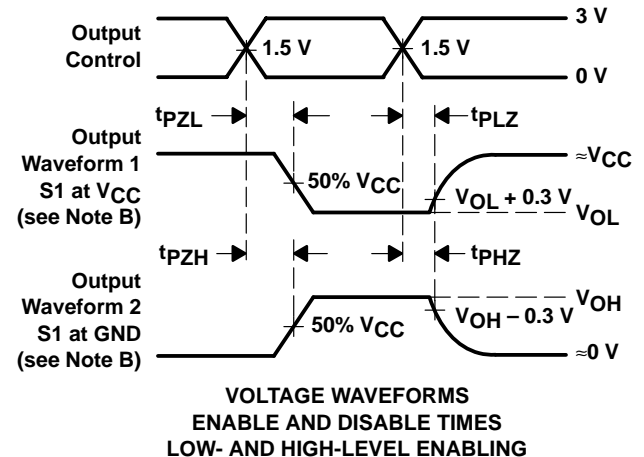 3 V
Output
Control
1.5 V
1.5 V
0 V
tPZL
tPLZ
Output
Waveform 1
S1 at VCC
(see Note B)
≈VCC
50% VCC
VOL + 0.3 V
VOL
tPZH
tPHZ
Output
Waveform 2
S1 at GND
(see Note B)
VOH
VOH – 0.3 V
50% VCC
≈0 V
VOLTAGE WAVEFORMS
ENABLE AND DISABLE TIMES
LOW- AND HIGH-LEVEL ENABLING